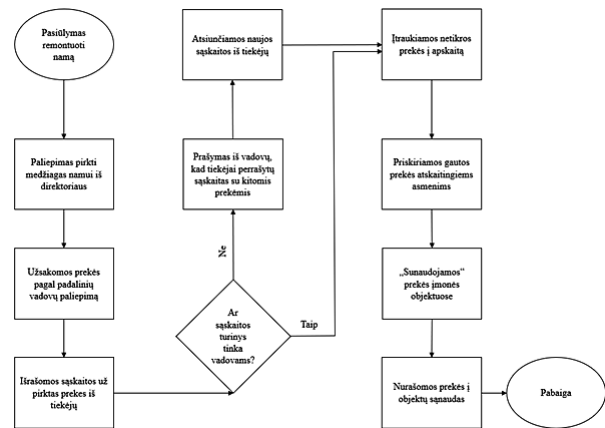 Pasiūlymas
remontuoti
namą
Paliepimas pirkti
medžiagas namui iš
direktoriaus
Užsakomos prekės
pagal padalinių
vadovų paliepimą
Išrašomos sąskaitos už
pirktas prekes iš
tiekėjų
Ar
sąskaitos
turinys
tinka
vadovams?
Ne
Taip
Prašymas iš vadovų,
kad tiekėjai perrašytų
sąskaitas su kitomis
prekėmis
Atsiunčiamos naujos
sąskaitos iš tiekėjų
Įtraukiamos netikros
prekės į apskaitą
Priskiriamos gautos
prekės atskaitingiems
asmenims
„Sunaudojamos“
prekės įmonės
objektuose
Nurašomos prekės į
objektų sąnaudas
Pabaiga